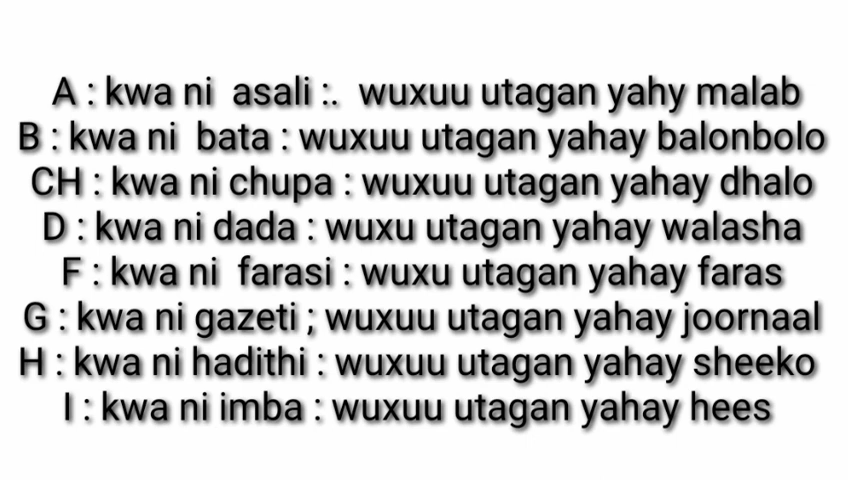 A : kwa ni asali :. wuxuu utagan yahy malab
B : kwa ni bata : wuxuu utagan yahay balonbolo
CH : kwa ni chupa : wuxuu utagan yahay dhalo
D : kwa ni dada : wuxu utagan yahay walasha
F : kwa ni farasi : wuxu utagan yahay faras
G : kwa ni gazeti ; wuxuu utagan yahay joornaal
H : kwa ni hadithi : wuxuu utagan yahay sheeko
I : kwa ni imba : wuxuu utagan yahay hees